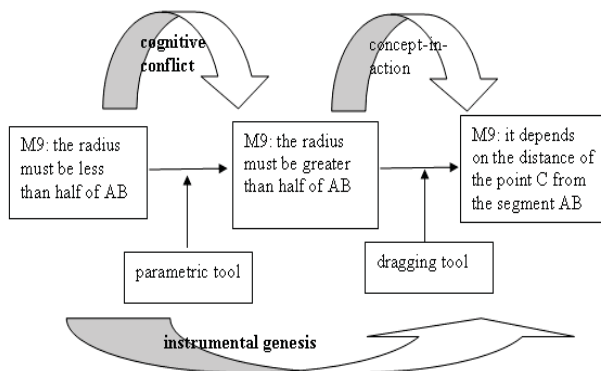 cognitive
conflict
concept-in-
action
M9: the radius
must be less
than half of AB
M9: the radius
must be greater
than half of AB
M9: it depends
on the distance of
the point C from
the segment AB
parametric tool
dragging tool
instrumental genesis